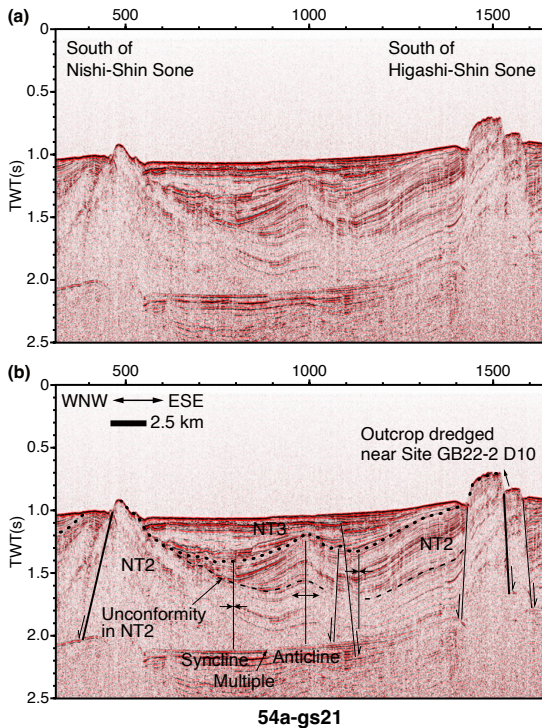 (a)
500 1000 1500
South of
Nishi-Shin Sone
South of
Higashi-Shin Sone
TWT(s)
0
0.5
1.0
1.5
2.0
2.5
(b)
500 1000 1500
WNW ESE
2.5 km
Outcrop dredged
near Site GB22-2 D10
TWT(s)
0
0.5
1.0
1.5
2.0
2.5
NT3
NT2
NT2
Unconformity
in NT2
Syncline
Anticline
Multiple
54a-gs21